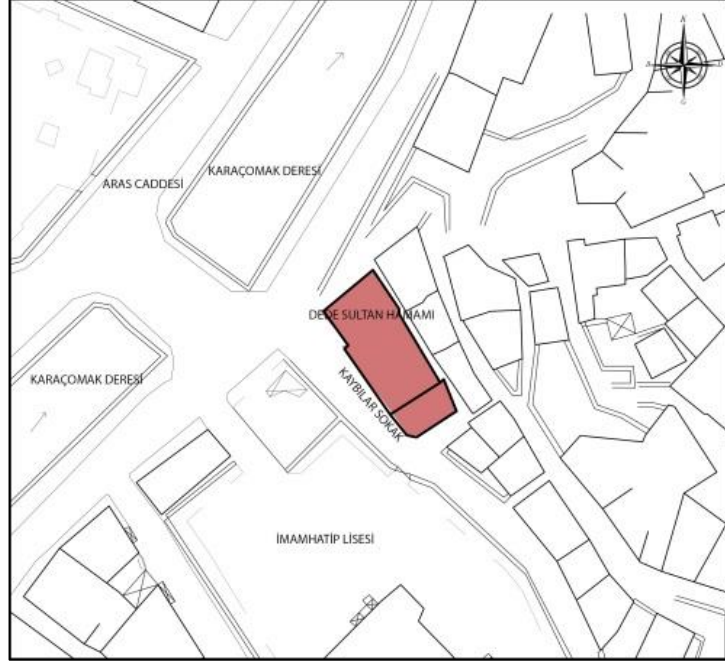 KARAÇOMAK DERESİ
ARAS CADDESİ
DEDE SULTAN HAMAMI
KARAÇOMAK DERESİ
KAYBILAR SOKAK
İMAMHATİP LİSESİ